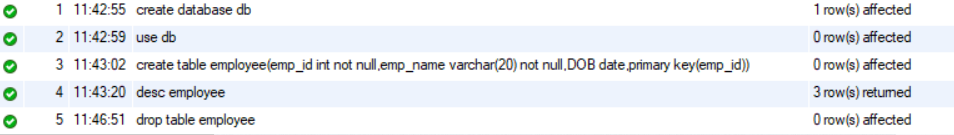 1 11:42:55 create database db 1 row(s) affected
2 11:42:59 use db 0 row(s) affected
3 11:43:02 create table employee(emp_id int not null,emp_name varchar(20) not null,DOB date,primary key(emp_id)) 0 row(s) affected
4 11:43:20 desc employee 3 row(s) returned
5 11:46:51 drop table employee 0 row(s) affected